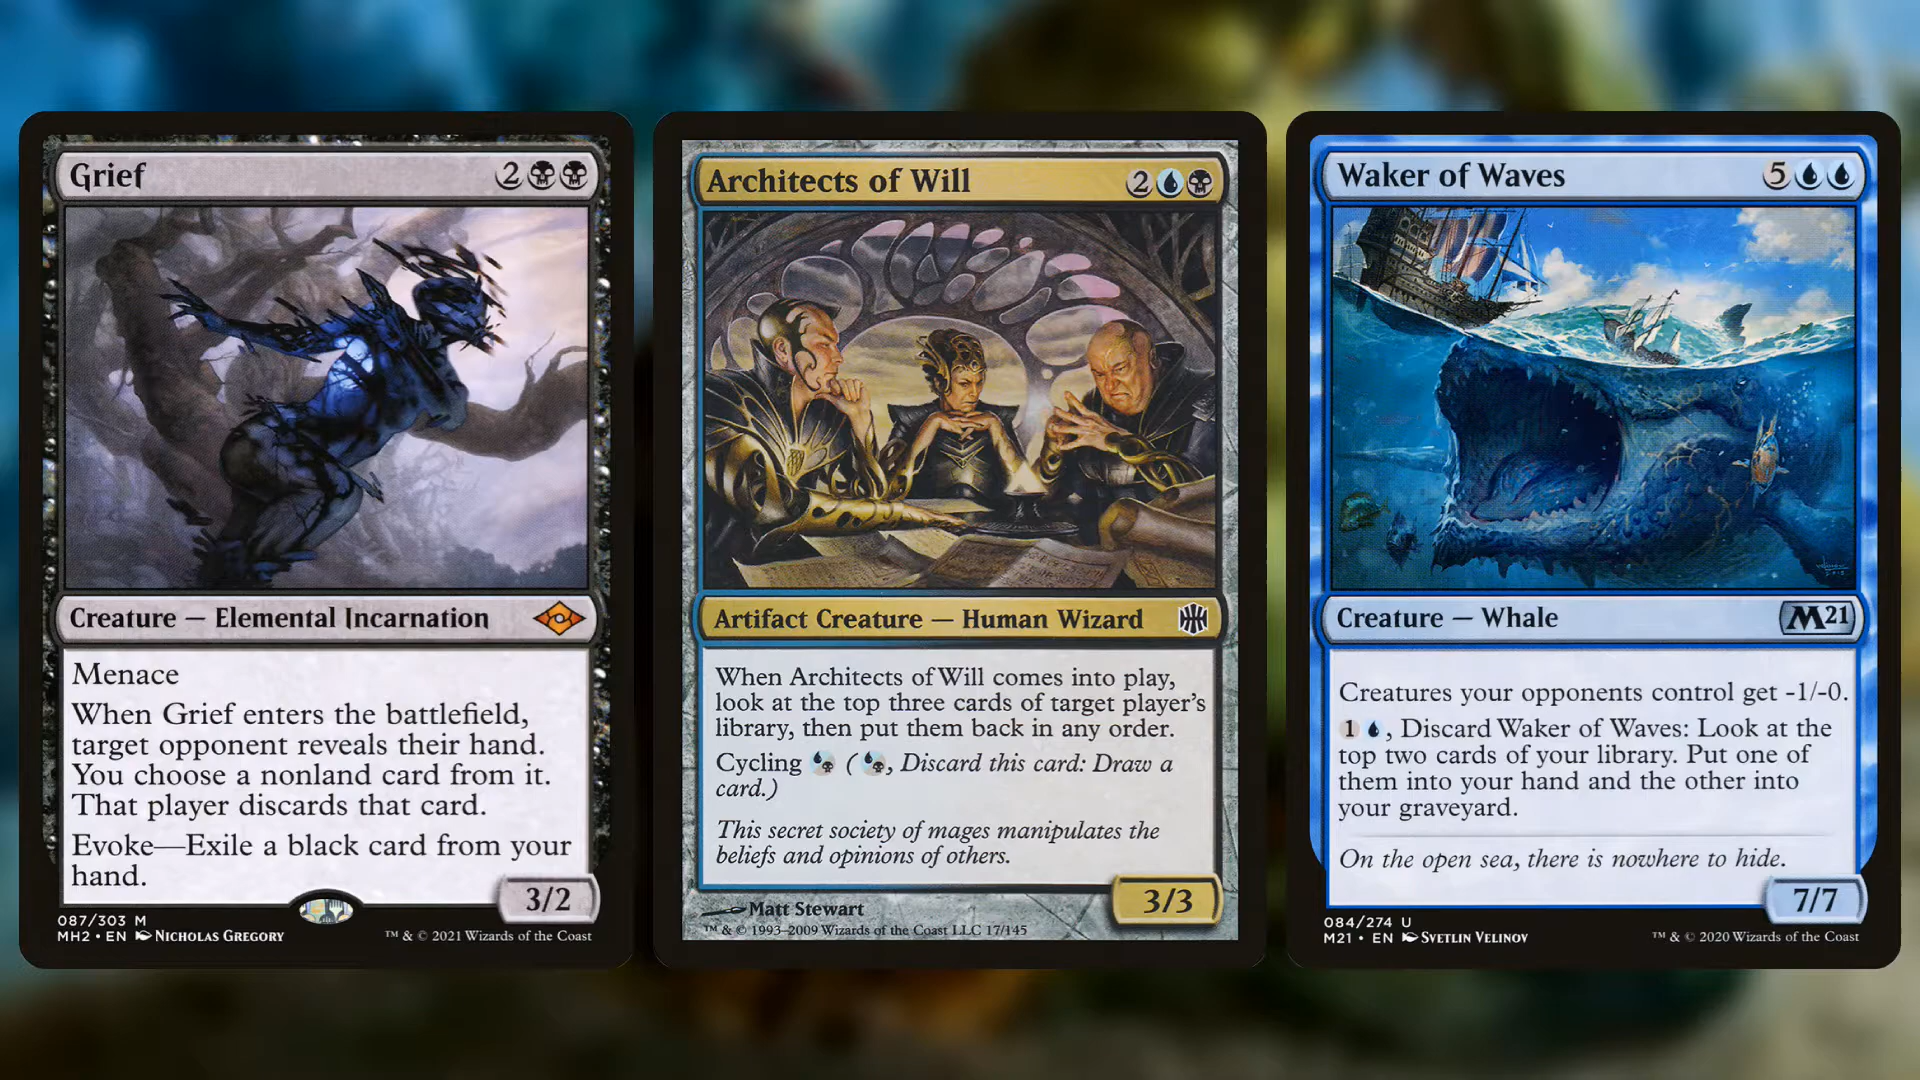 Grief
2
Creature — Elemental Incarnation
Menace
When Grief enters the battlefield,
target opponent reveals their hand.
You choose a nonland card from it.
That player discards that card.
Evoke—Exile a black card from your
hand.
3/2
087/303 M
MH2 • EN Nicholas Gregory
™ & © 2021 Wizards of the Coast
Architects of Will
2
Artifact Creature — Human Wizard
When Architects of Will comes into play,
look at the top three cards of target player's
library, then put them back in any order.
Cycling ( , Discard this card: Draw a
card.)
This secret society of mages manipulates the
beliefs and opinions of others.
3/3
Matt Stewart
™ & © 1993–2009 Wizards of the Coast LLC 17/145
Waker of Waves
5
Creature — Whale
M21
Creatures your opponents control get -1/-0.
1 , Discard Waker of Waves: Look at the
top two cards of your library. Put one of
them into your hand and the other into
your graveyard.
On the open sea, there is nowhere to hide.
7/7
084/274 U
M21 • EN Svetlin Velinov
™ & © 2020 Wizards of the Coast